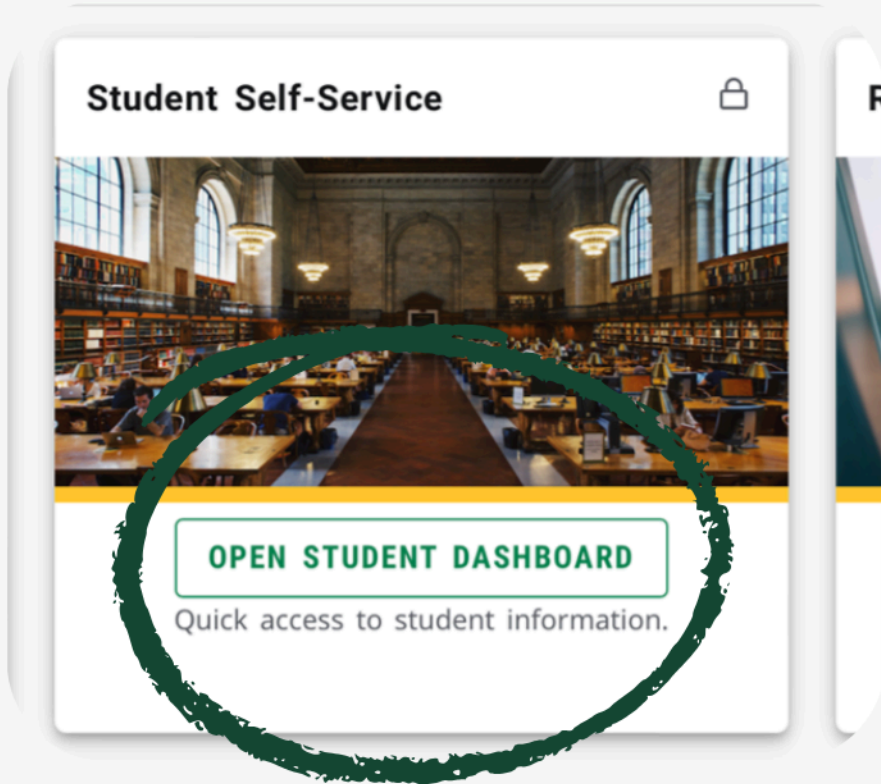 Student Self-Service
R
OPEN STUDENT DASHBOARD
Quick access to student information.